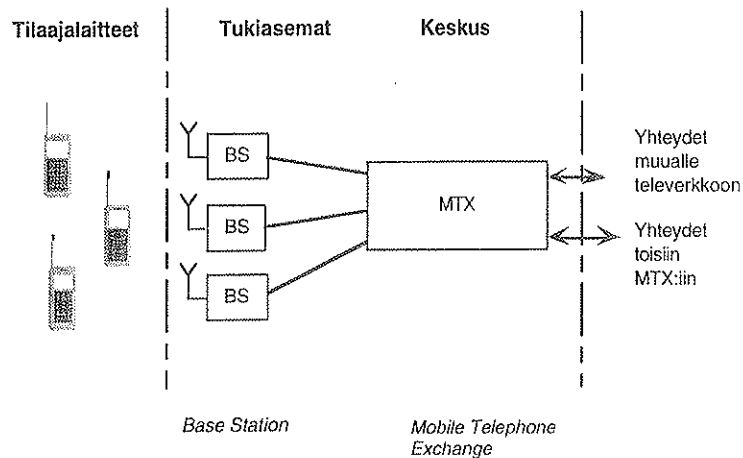 Tilaajalaitteet
Tukiasemat
Keskus
BS
BS
BS
MTX
Yhteydet
muualle
televerkkoon
Yhteydet
toisiin
MTX:iin
Base Station
Mobile Telephone
Exchange